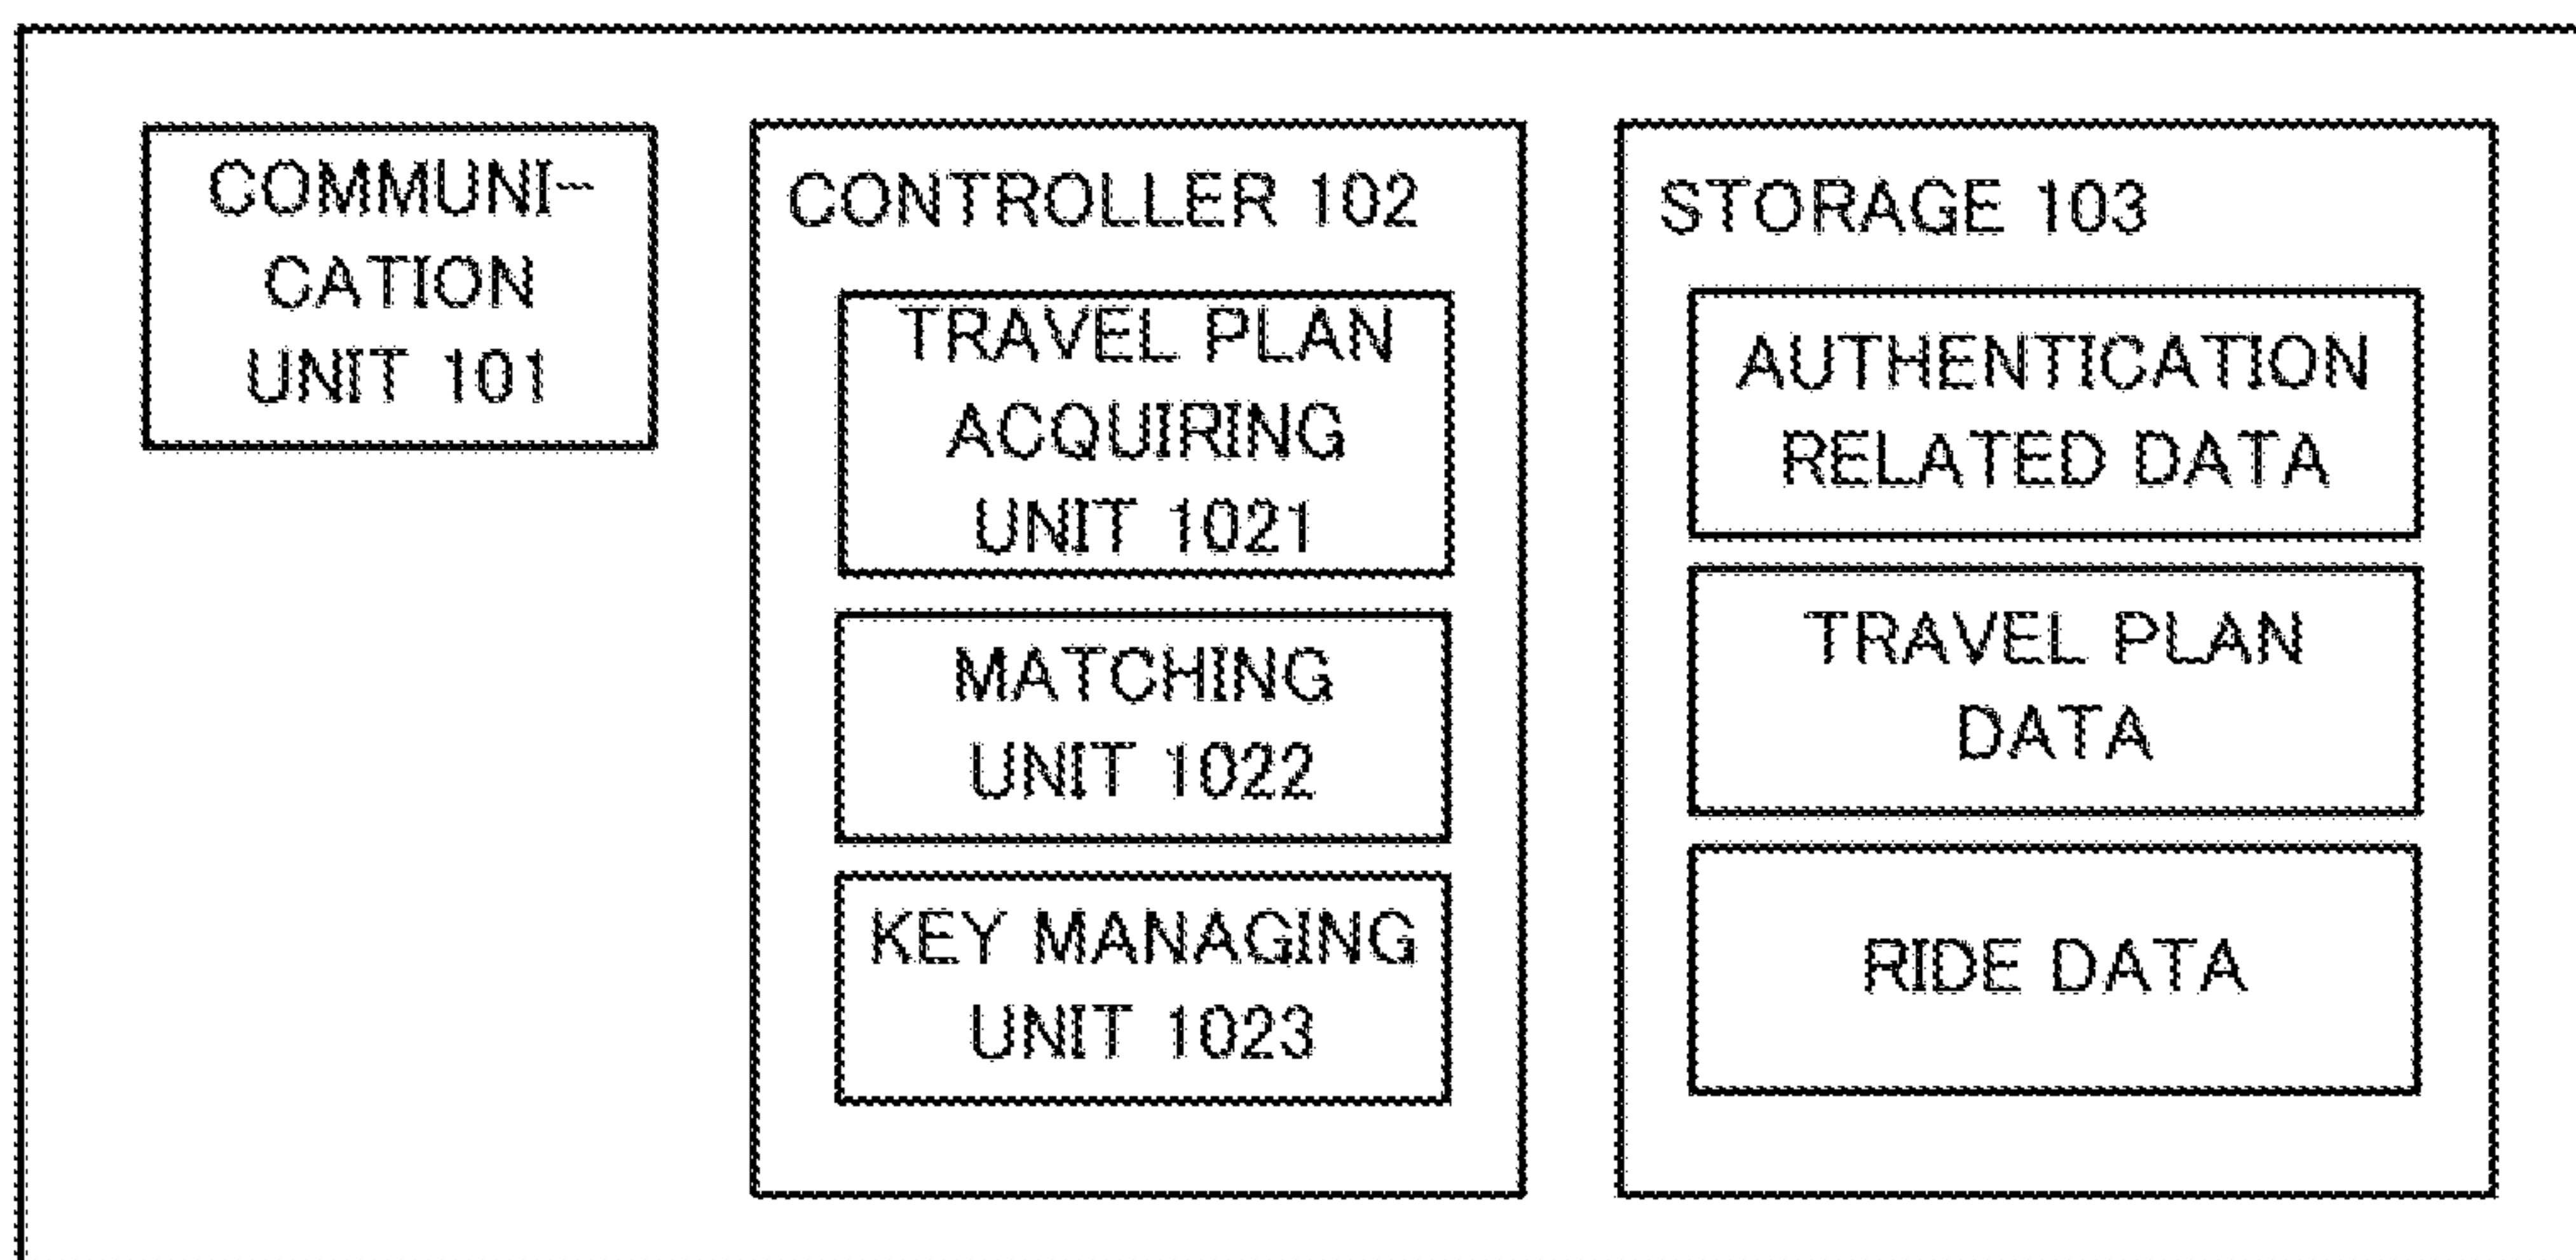 COMMUNI-
CATION
UNIT 101
CONTROLLER 102
TRAVEL PLAN
ACQUIRING
UNIT 1021
MATCHING
UNIT 1022
KEY MANAGING
UNIT 1023
STORAGE 103
AUTHENTICATION
RELATED DATA
TRAVEL PLAN
DATA
RIDE DATA